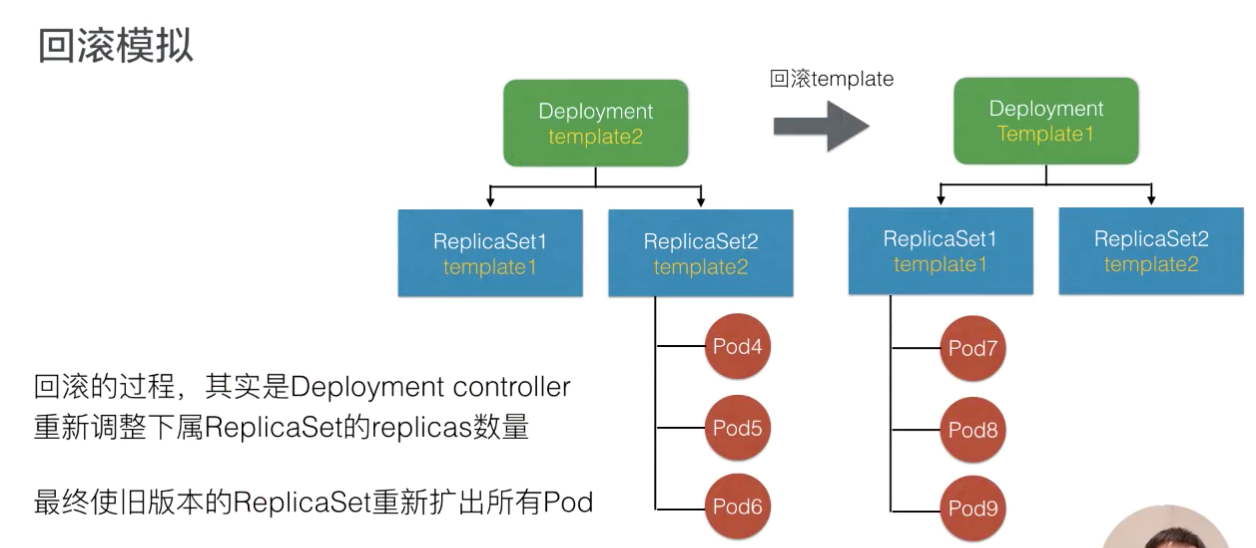 回滚模拟
回滚template
Deployment
template2
Deployment
Template1
ReplicaSet1
template1
ReplicaSet2
template2
ReplicaSet1
template1
ReplicaSet2
template2
Pod4
Pod5
Pod6
Pod7
Pod8
Pod9
回滚的过程，其实是Deployment controller
重新调整下属ReplicaSet的replicas数量
最终使旧版本的ReplicaSet重新扩出所有Pod